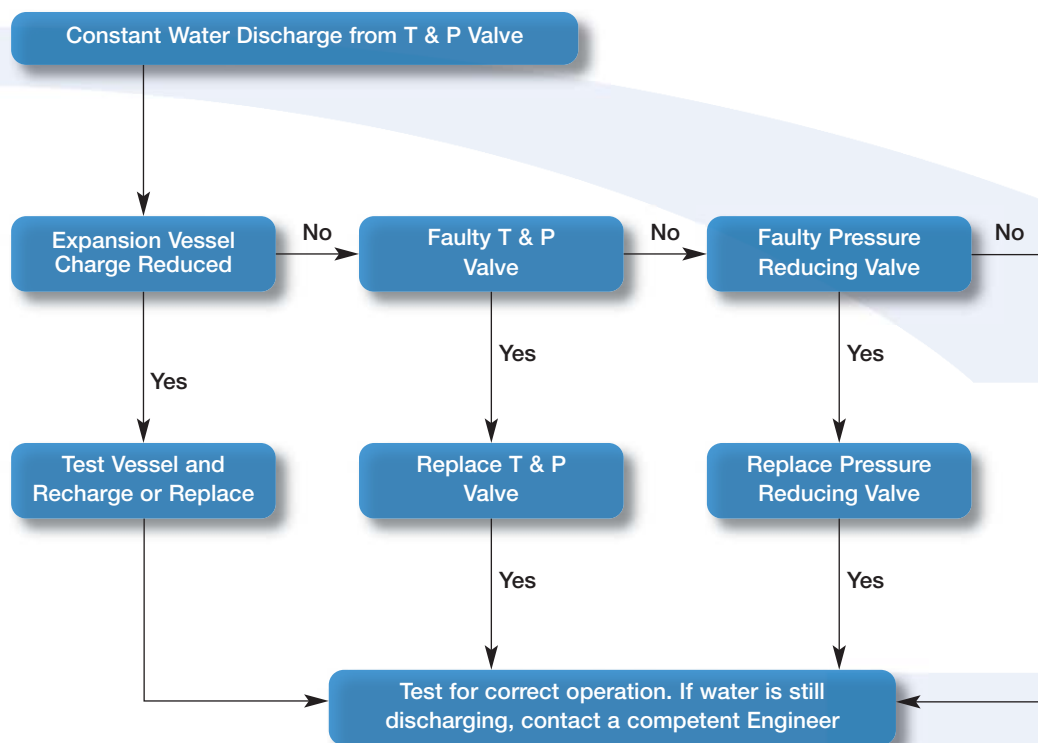 Constant Water Discharge from T & P Valve
Expansion Vessel
Charge Reduced
No
Faulty T & P
Valve
No
Faulty Pressure
Reducing Valve
No
Yes
Yes
Yes
Test Vessel and
Recharge or Replace
Replace T & P
Valve
Replace Pressure
Reducing Valve
Yes
Yes
Test for correct operation. If water is still
discharging, contact a competent Engineer